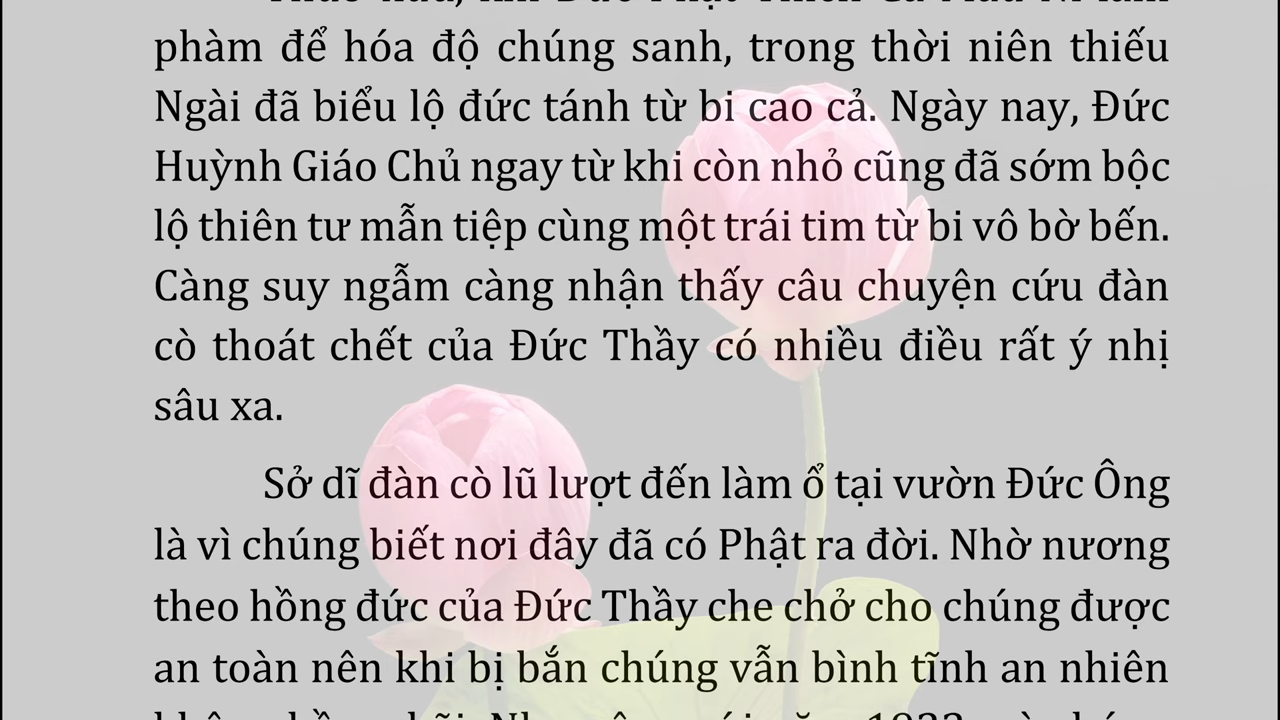 phàm để hóa độ chúng sanh, trong thời niên thiếu
Ngài đã biểu lộ đức tánh từ bi cao cả. Ngày nay, Đức
Huỳnh Giáo Chủ ngay từ khi còn nhỏ cũng đã sớm bộc
lộ thiên tư mẫn tiệp cùng một trái tim từ bi vô bờ bến.
Càng suy ngẫm càng nhận thấy câu chuyện cứu đàn
cò thoát chết của Đức Thầy có nhiều điều rất ý nhị
sâu xa.
Sở dĩ đàn cò lũ lượt đến làm ổ tại vườn Đức Ông
là vì chúng biết nơi đây đã có Phật ra đời. Nhờ nương
theo hồng đức của Đức Thầy che chở cho chúng được
an toàn nên khi bị bắn chúng vẫn bình tĩnh an nhiên